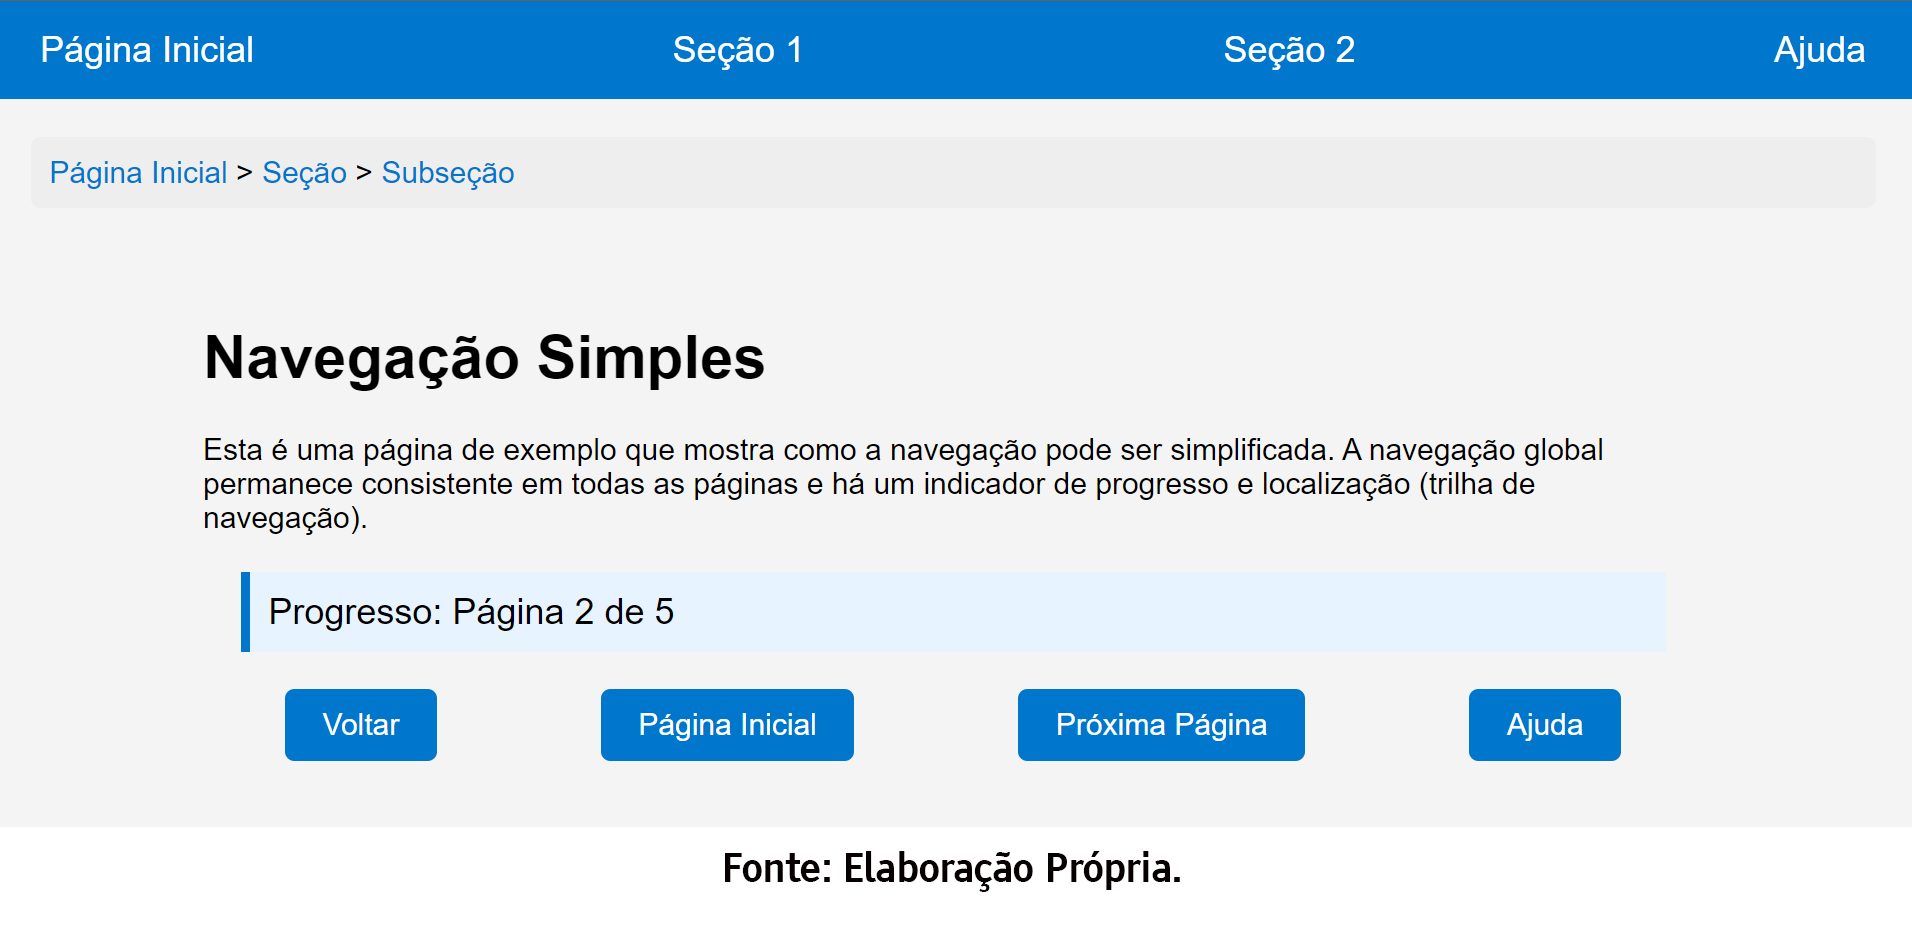 Página Inicial Seção 1 Seção 2 Ajuda
Página Inicial > Seção > Subseção
Navegação Simples
Esta é uma página de exemplo que mostra como a navegação pode ser simplificada. A navegação global
permanece consistente em todas as páginas e há um indicador de progresso e localização (trilha de
navegação).
Progresso: Página 2 de 5
Voltar Página Inicial Próxima Página Ajuda
Fonte: Elaboração Própria.